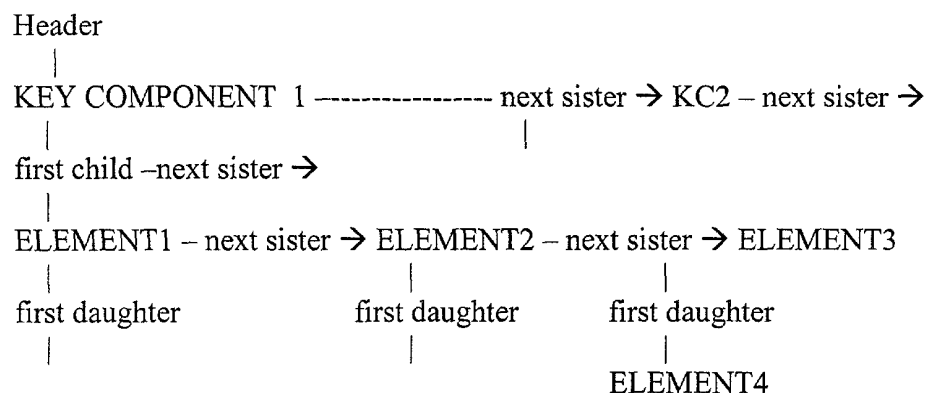 Header
|
KEY COMPONENT 1 ----------------- next sister → KC2 – next sister →
| |
first child –next sister →
|
ELEMENT1 – next sister → ELEMENT2 – next sister → ELEMENT3
| | |
first daughter first daughter first daughter
| | |
ELEMENT4